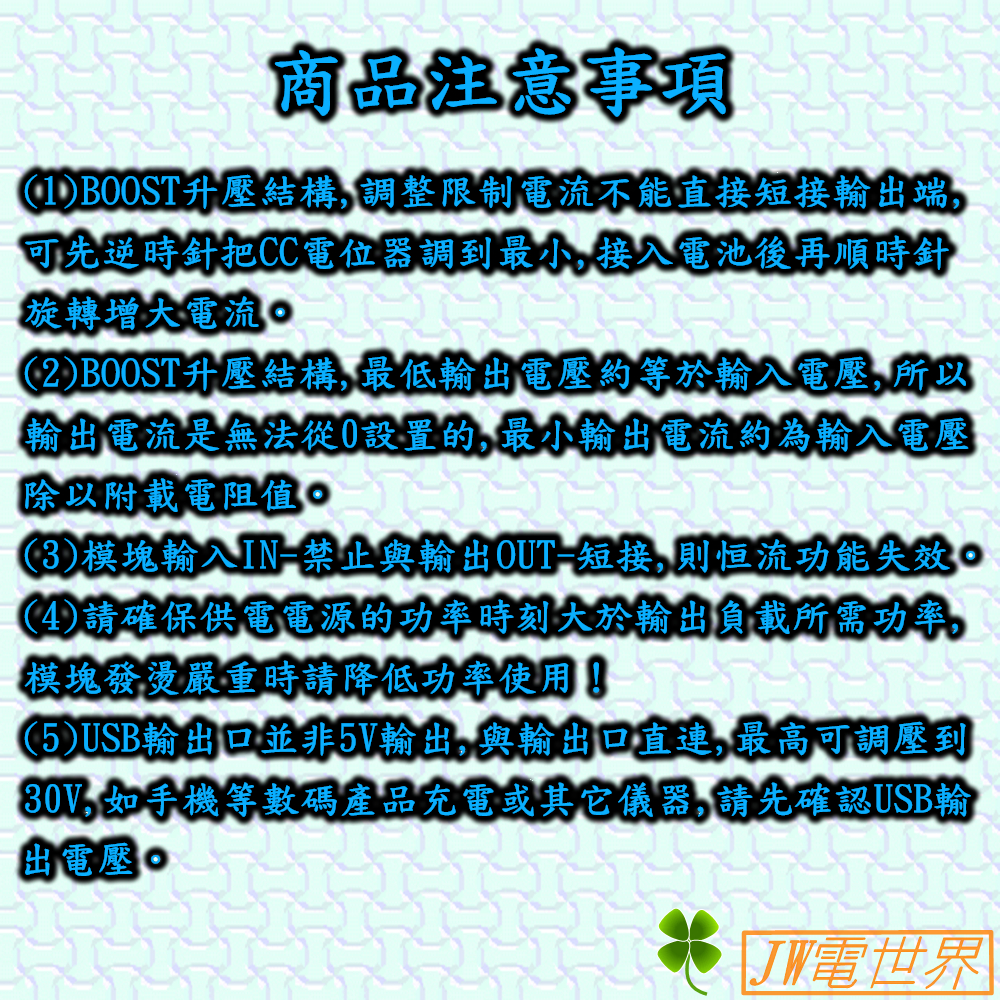 商品注意事項
(1)BOOST升壓結構,調整限制電流不能直接短接輸出端,
可先逆時針把CC電位器調到最小,接入電池後再順時針
旋轉增大電流。
(2)BOOST升壓結構,最低輸出電壓約等於輸入電壓,所以
輸出電流是無法從0設置的,最小輸出電流約為輸入電壓
除以附載電阻值。
(3)模塊輸入IN-禁止與輸出OUT-短接,則恒流功能失效。
(4)請確保供電電源的功率時刻大於輸出負載所需功率,
模塊發燙嚴重時請降低功率使用！
(5)USB輸出口並非5V輸出,與輸出口直連,最高可調壓到
30V,如手機等數碼產品充電或其它儀器,請先確認USB輸
出電壓。
JW電世界